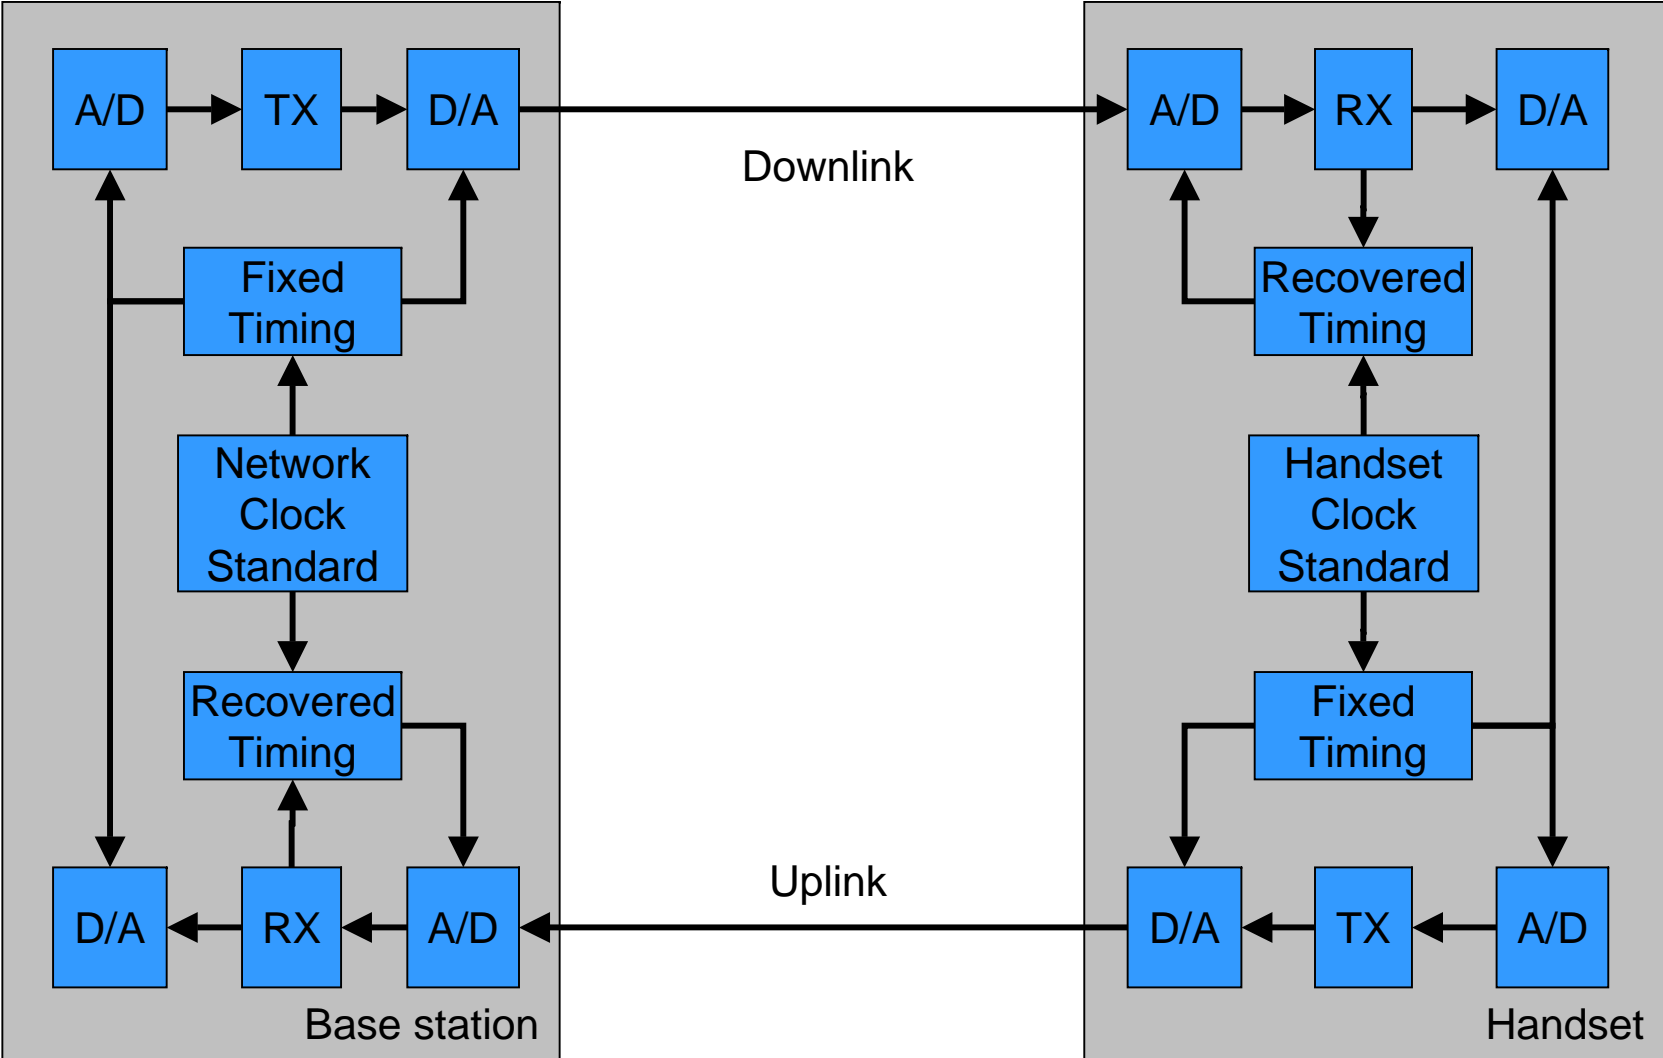 A/D
TX
D/A
Fixed
Timing
Network
Clock
Standard
Recovered
Timing
D/A
RX
A/D
Base station
Downlink
Uplink
A/D
RX
D/A
Recovered
Timing
Handset
Clock
Standard
Fixed
Timing
D/A
TX
A/D
Handset